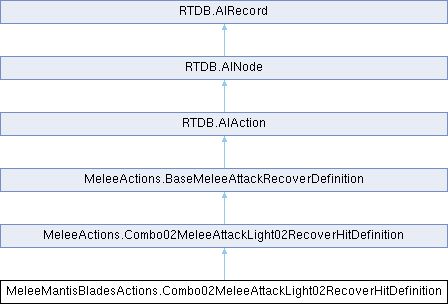 RTDB.AIRecord
RTDB.AINode
RTDB.AIAction
MeleeActions.BaseMeleeAttackRecoverDefinition
MeleeActions.Combo02MeleeAttackLight02RecoverHitDefinition
MeleeMantisBladesActions.Combo02MeleeAttackLight02RecoverHitDefinition